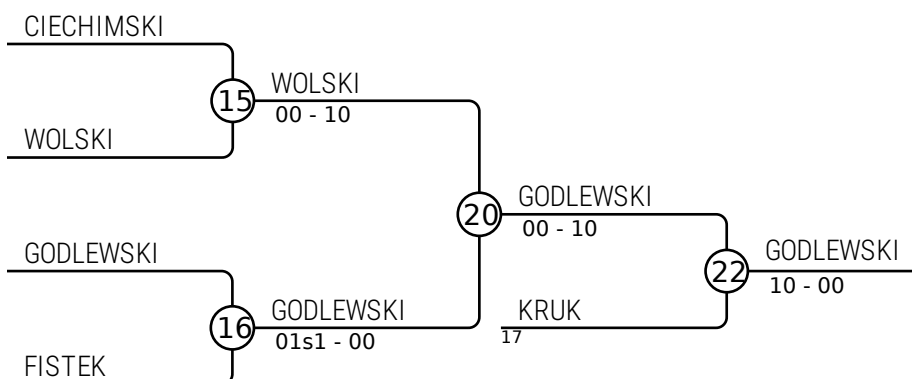 CIECHIMSKI
15
WOLSKI
00 - 10
WOLSKI
20
GODLEWSKI
00 - 10
GODLEWSKI
22
GODLEWSKI
10 - 00
16
GODLEWSKI
01s1 - 00
KRUK
17
FISTEK